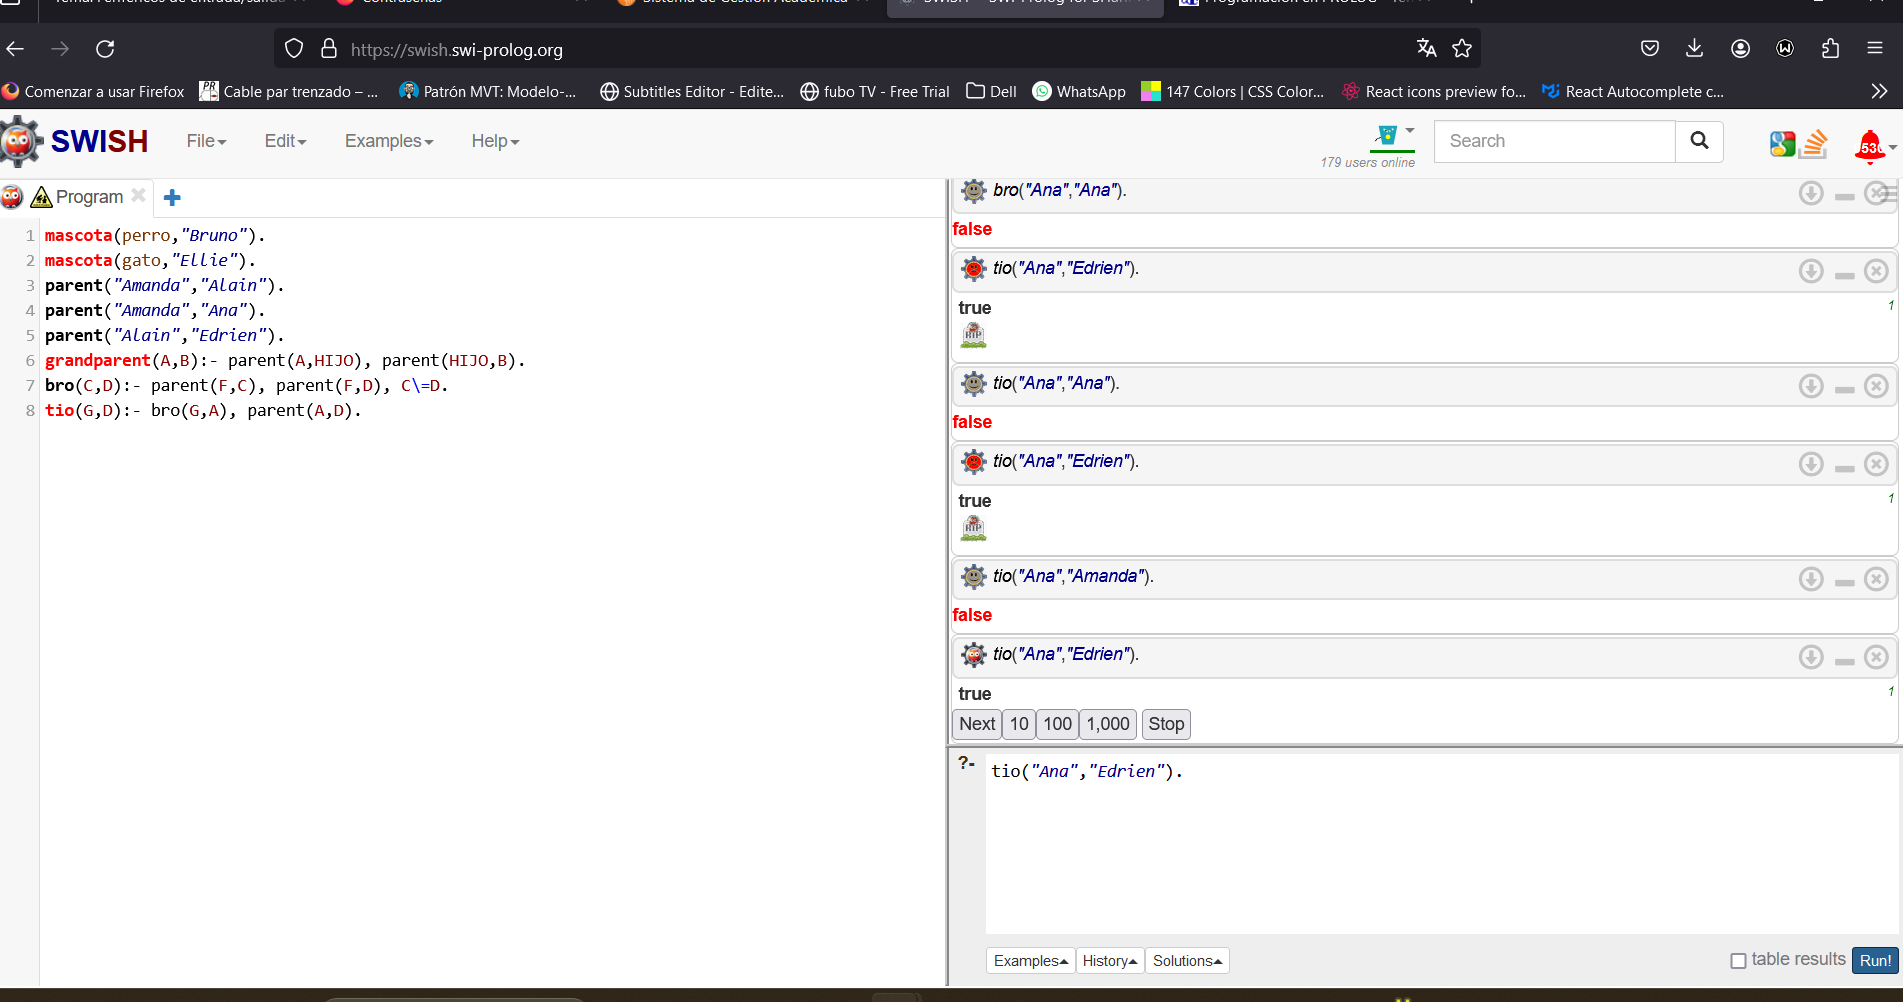 https://swish.swi-prolog.org
Comenzar a usar Firefox
Cable par trenzado – ...
Patrón MVT: Modelo-...
Subtitles Editor - Edite...
fubo TV - Free Trial
Dell
WhatsApp
147 Colors | CSS Color...
React icons preview fo...
React Autocomplete c...
SWISH
File
Edit
Examples
Help
179 users online
Search
Program
1 mascota(perro,"Bruno").
2 mascota(gato,"Ellie").
3 parent("Amanda","Alain").
4 parent("Amanda","Ana").
5 parent("Alain","Edrien").
6 grandparent(A,B):- parent(A,HIJO), parent(HIJO,B).
7 bro(C,D):- parent(F,C), parent(F,D), C\=D.
8 tio(G,D):- bro(G,A), parent(A,D).
bro("Ana","Ana").
false
tio("Ana","Edrien").
true
1
RIP
tio("Ana","Ana").
false
tio("Ana","Edrien").
true
1
RIP
tio("Ana","Amanda").
false
tio("Ana","Edrien").
true
1
Next 10 100 1,000 Stop
?- tio("Ana","Edrien").
Examples History Solutions
table results Run!